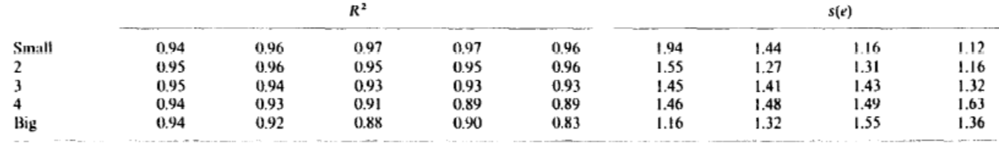 R² s(e)
Small 0.94 0.96 0.97 0.97 0.96 1.94 1.44 1.16 1.12
2 0.95 0.96 0.95 0.95 0.96 1.55 1.27 1.31 1.16
3 0.95 0.94 0.93 0.93 0.93 1.45 1.41 1.43 1.32
4 0.94 0.93 0.91 0.89 0.89 1.46 1.48 1.49 1.63
Big 0.94 0.92 0.88 0.90 0.83 1.16 1.32 1.55 1.36